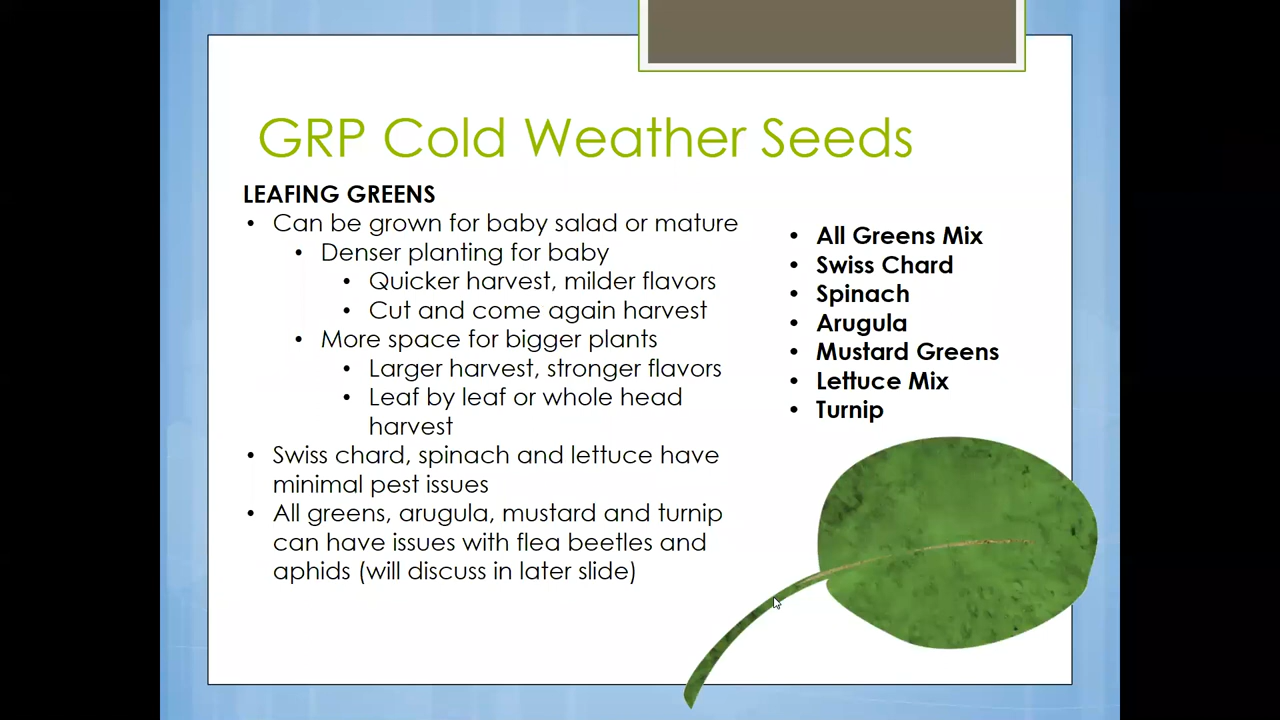 GRP Cold Weather Seeds
LEAFING GREENS
• Can be grown for baby salad or mature
• Denser planting for baby
• Quicker harvest, milder flavors
• Cut and come again harvest
• More space for bigger plants
• Larger harvest, stronger flavors
• Leaf by leaf or whole head
harvest
• Swiss chard, spinach and lettuce have
minimal pest issues
• All greens, arugula, mustard and turnip
can have issues with flea beetles and
aphids (will discuss in later slide)
• All Greens Mix
• Swiss Chard
• Spinach
• Arugula
• Mustard Greens
• Lettuce Mix
• Turnip